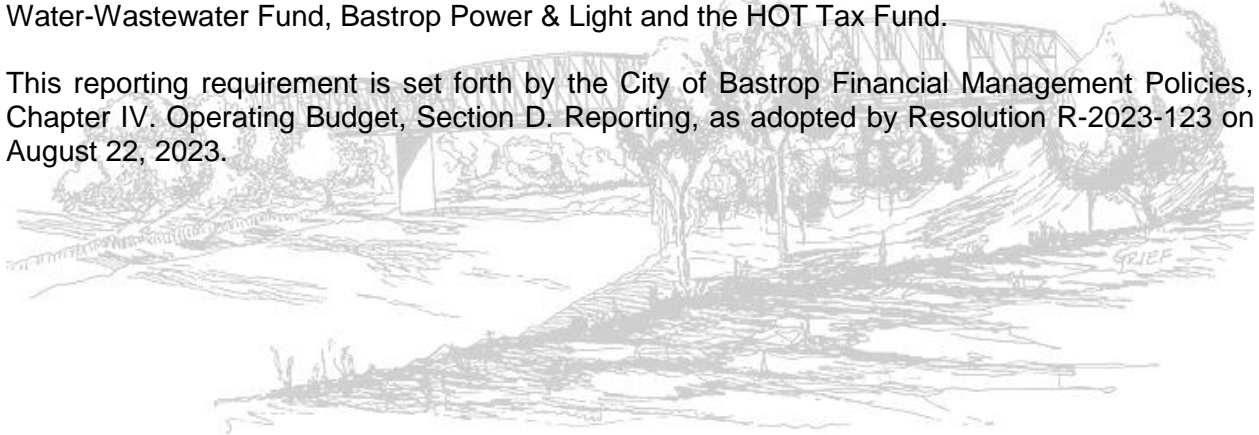 Water-Wastewater Fund, Bastrop Power & Light and the HOT Tax Fund.
This reporting requirement is set forth by the City of Bastrop Financial Management Policies,
Chapter IV. Operating Budget, Section D. Reporting, as adopted by Resolution R-2023-123 on
August 22, 2023.
GRIEF